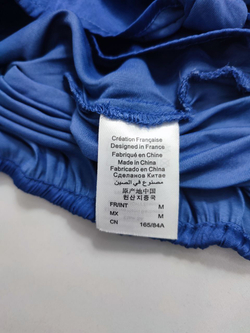 Création Française
Designed in France
Fabriqué en Chine
Made in China
Fabricado en China
Сделанов Китае
مصنوع في الصين
原产地中国
원산지중국
FR/INT M
MX M
CN 165/84A